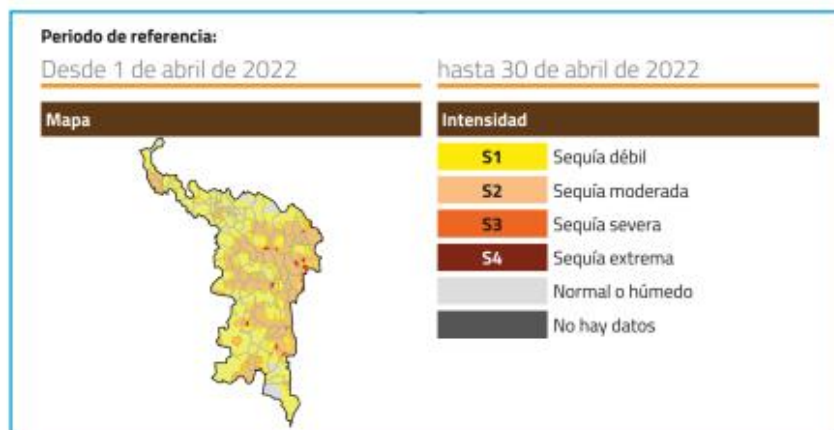 Periodo de referencia:
Desde 1 de abril de 2022
hasta 30 de abril de 2022
Mapa
Intensidad
S1 Sequía débil
S2 Sequía moderada
S3 Sequía severa
S4 Sequía extrema
Normal o húmedo
No hay datos